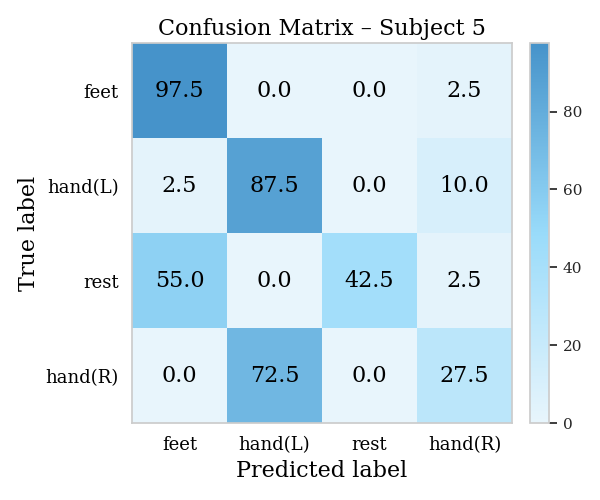 Confusion Matrix – Subject 5
True label
feet 97.5 0.0 0.0 2.5
hand(L) 2.5 87.5 0.0 10.0
rest 55.0 0.0 42.5 2.5
hand(R) 0.0 72.5 0.0 27.5
feet hand(L) rest hand(R)
Predicted label
80
60
40
20
0